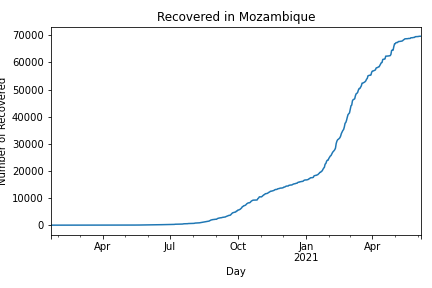 Recovered in Mozambique
70000
60000
50000
40000
30000
20000
10000
0
Number of Recovered
Apr
Jul
Oct
Jan
2021
Apr
Day